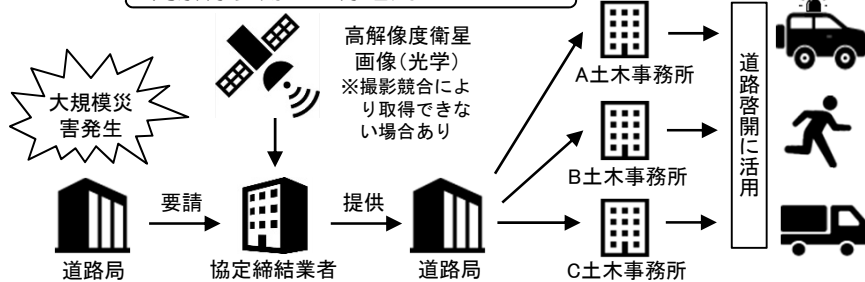 高解像度衛星
画像(光学)
※撮影競合によ
り取得できな
い場合あり
大規模災
害発生
要請
提供
道路局
協定締結業者
道路局
A土木事務所
B土木事務所
C土木事務所
道路啓開に活用